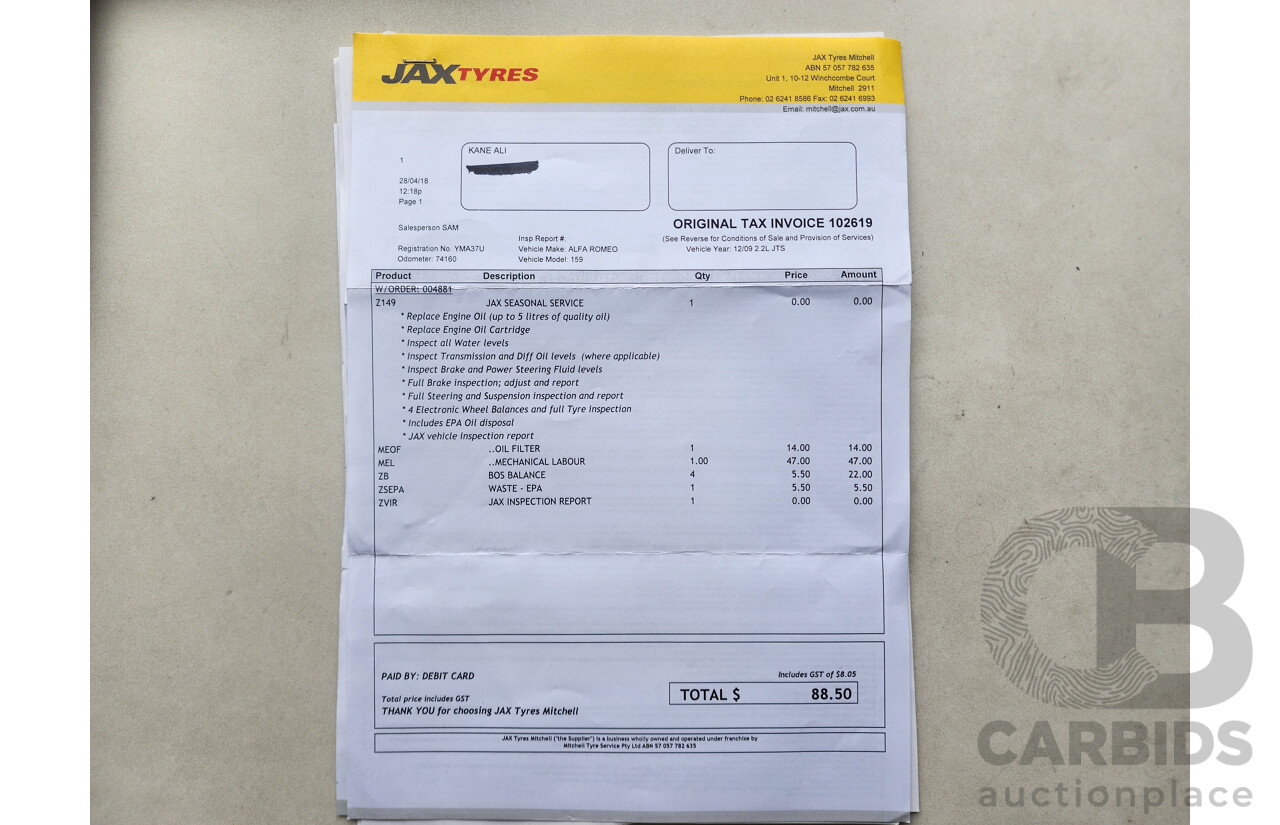 JAX TYRES
JAX Tyres Mitchell
ABN 57 057 782 635
Unit 1, 10-12 Winchcombe Court
Mitchell 2911
Phone: 02 6241 8586 Fax: 02 6241 6993
Email: mitchell@jax.com.au
KANE ALI
Deliver To:
1
28/04/18
12:18p
Page 1
Salesperson SAM
ORIGINAL TAX INVOICE 102619
Insp Report #:
(See Reverse for Conditions of Sale and Provision of Services)
Registration No. YMA37U Vehicle Make: ALFA ROMEO Vehicle Year: 12/09 2.2L JTS
Odometer: 74160 Vehicle Model: 159
Product Description Qty Price Amount
W/ORDER: 004881
Z149 JAX SEASONAL SERVICE 1 0.00 0.00
* Replace Engine Oil (up to 5 litres of quality oil)
* Replace Engine Oil Cartridge
* Inspect all Water levels
* Inspect Transmission and Diff Oil levels (where applicable)
* Inspect Brake and Power Steering Fluid levels
* Full Brake inspection; adjust and report
* Full Steering and Suspension inspection and report
* 4 Electronic Wheel Balances and full Tyre inspection
* Includes EPA Oil disposal
* JAX vehicle inspection report
MEOF ..OIL FILTER 1 14.00 14.00
MEL ..MECHANICAL LABOUR 1.00 47.00 47.00
ZB BOS BALANCE 4 5.50 22.00
ZSEPA WASTE - EPA 1 5.50 5.50
ZVIR JAX INSPECTION REPORT 1 0.00 0.00
PAID BY: DEBIT CARD
Includes GST of $8.05
Total price includes GST
TOTAL $ 88.50
THANK YOU for choosing JAX Tyres Mitchell
JAX Tyres Mitchell ("the Supplier") is a business wholly owned and operated under franchise by
Mitchell Tyre Service Pty Ltd ABN 57 057 782 635
CB
CARBIDS
auctionplace